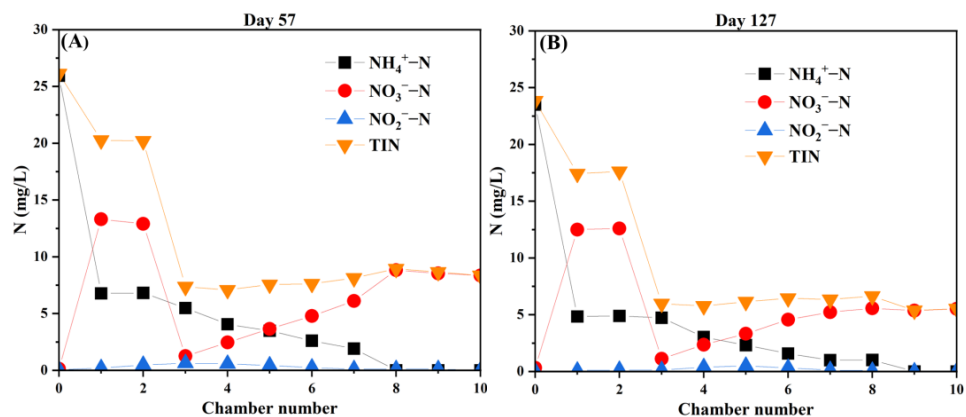 Day 57
Day 127
(A)
(B)
NH₄⁺−N
NO₃⁻−N
NO₂⁻−N
TIN
NH₄⁺−N
NO₃⁻−N
NO₂⁻−N
TIN
N (mg/L)
30
25
20
15
10
5
0
0 2 4 6 8 10
Chamber number
N (mg/L)
30
25
20
15
10
5
0
0 2 4 6 8 10
Chamber number